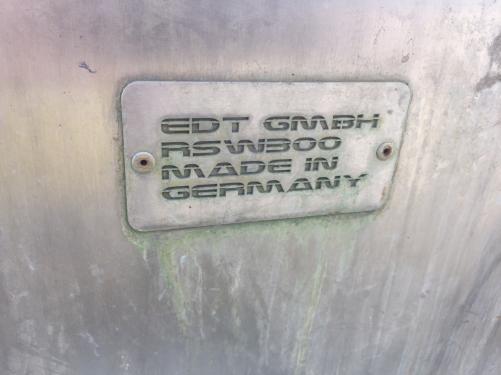 EDT GMBH
RSW300
MADE IN
GERMANY